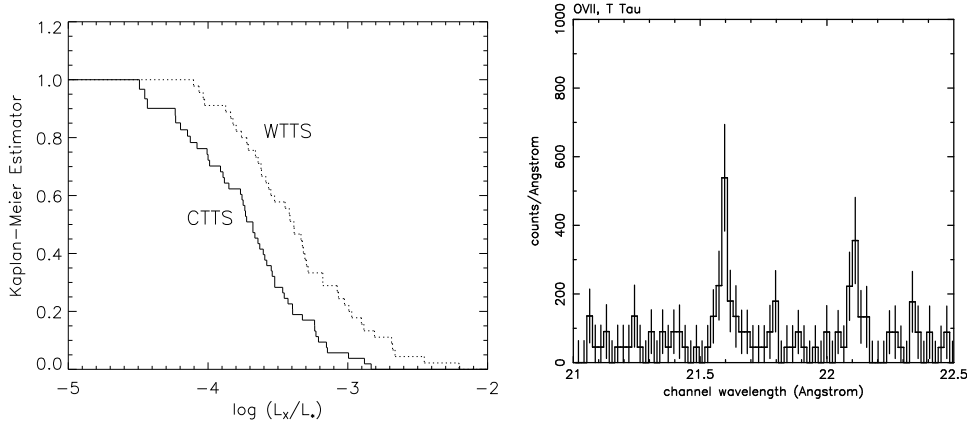 1.2
1.0
0.8
0.6
0.4
0.2
0.0
Kaplan-Meier Estimator
WTTS
CTTS
-5 -4 -3 -2
log (Lx/L*)
OVII, T Tau
1000
800
600
400
200
0
counts/Angstrom
21 21.5 22 22.5
channel wavelength (Angstrom)